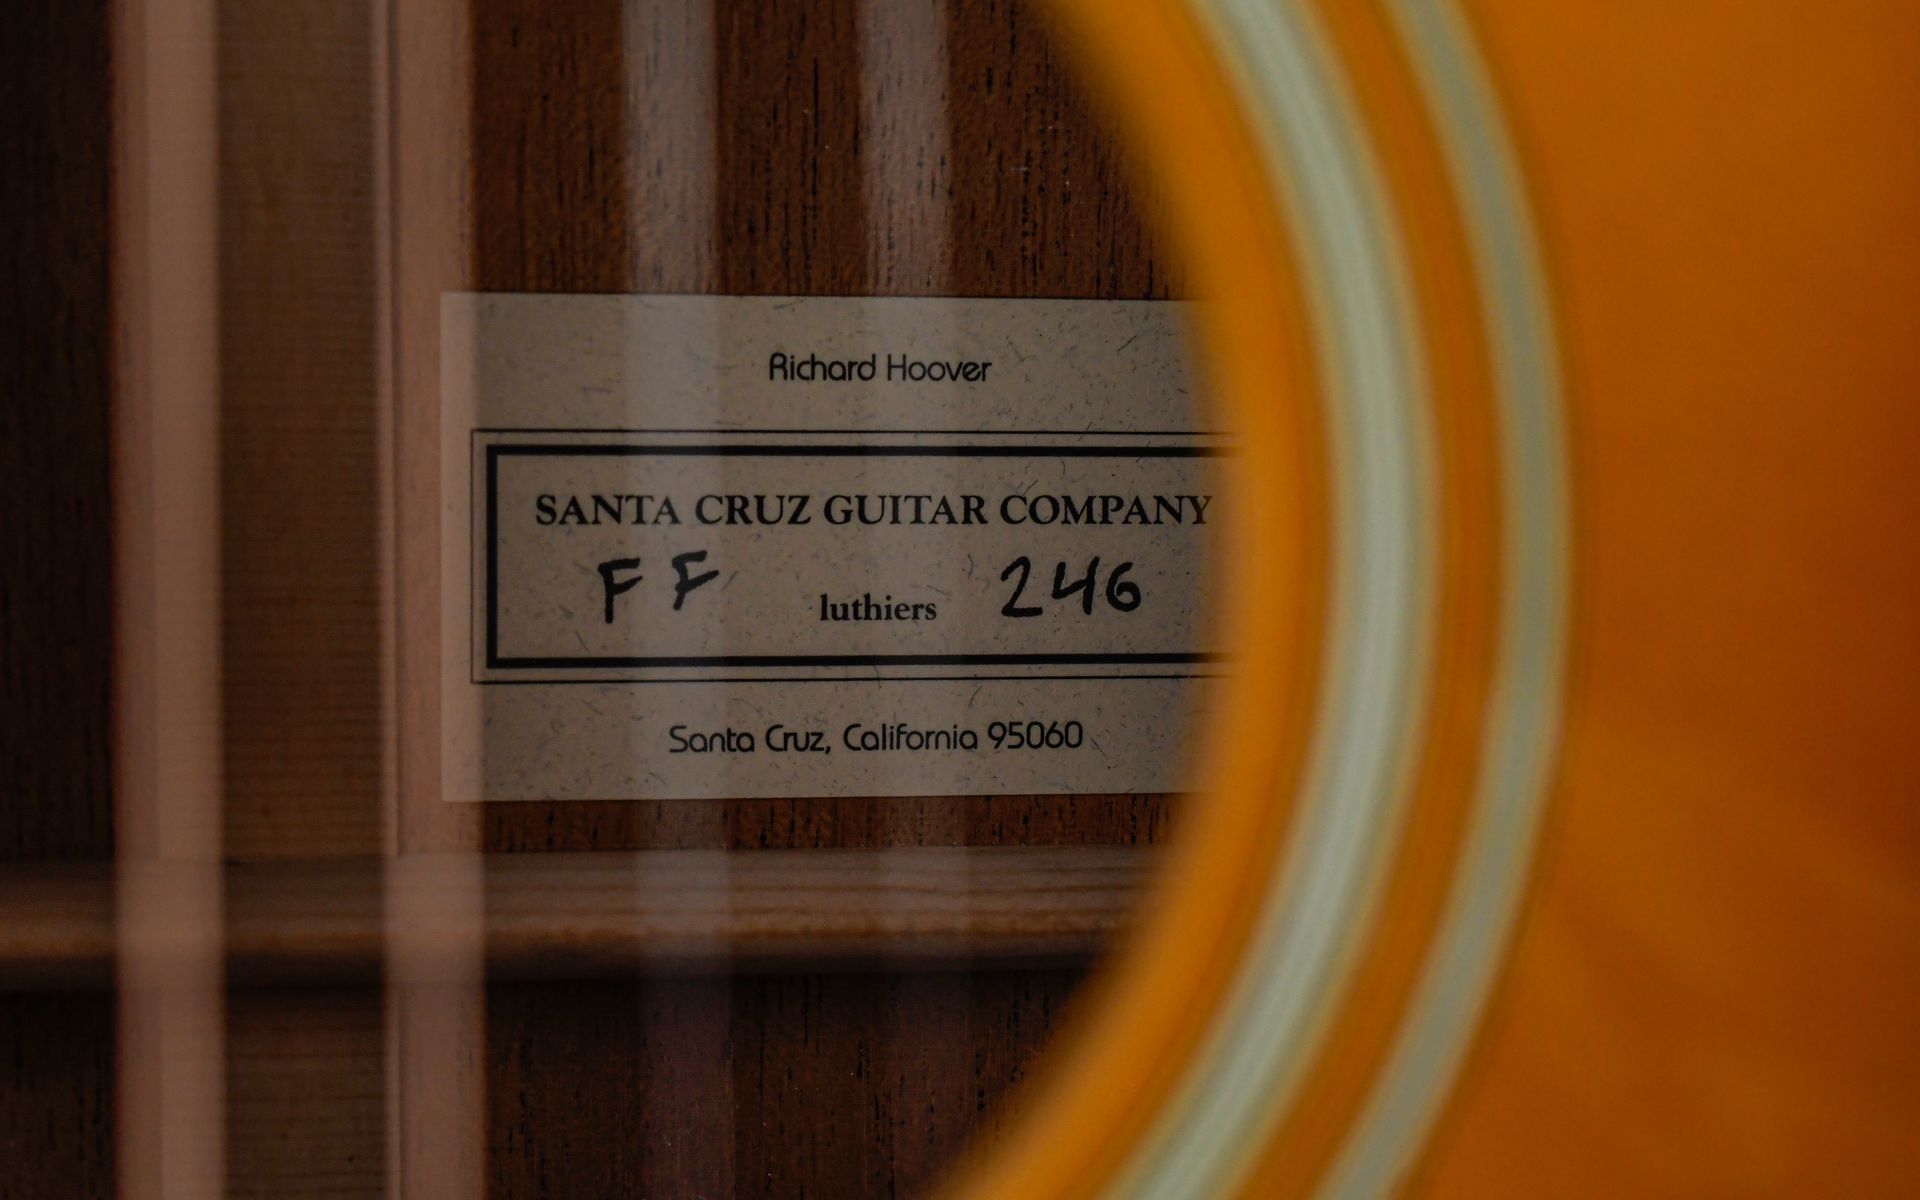 Richard Hoover
SANTA CRUZ GUITAR COMPANY
FF luthiers 246
Santa Cruz, California 95060